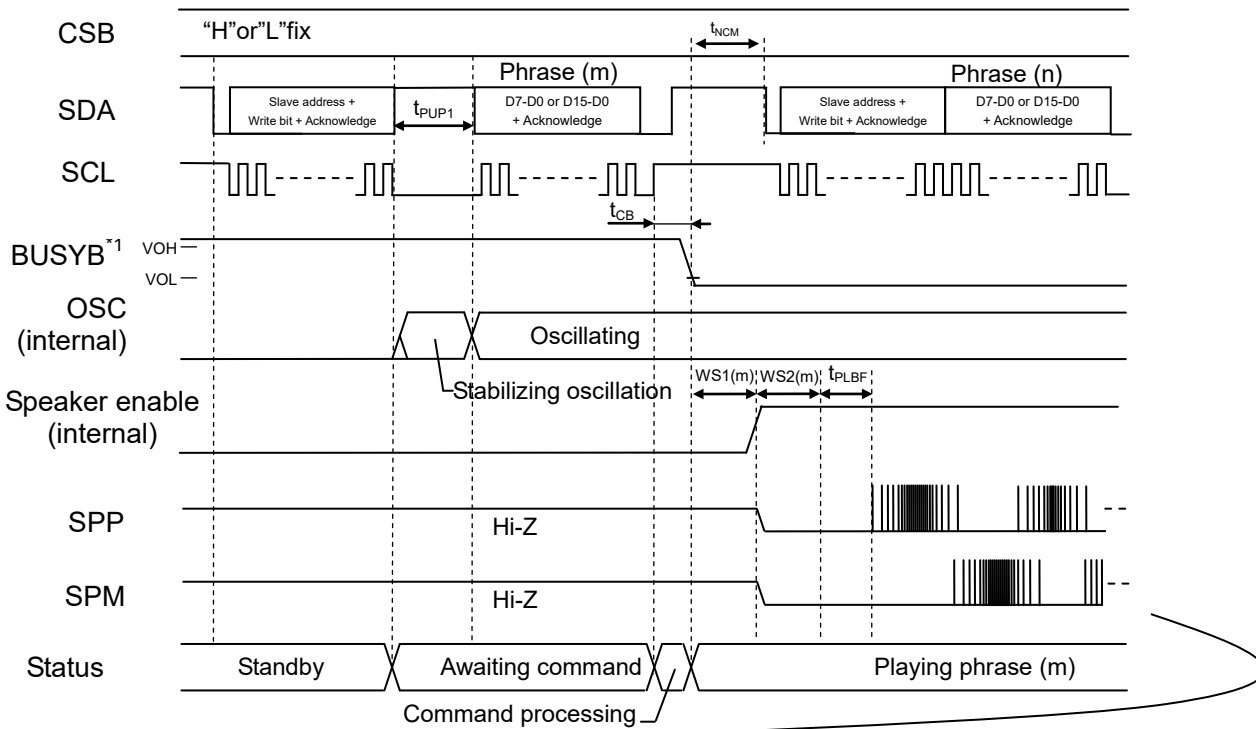 CSB
“H”or”L”fix
tNCM
SDA
Phrase (m)
Slave address +
Write bit + Acknowledge
tPUP1
D7-D0 or D15-D0
+ Acknowledge
Phrase (n)
Slave address +
Write bit + Acknowledge
D7-D0 or D15-D0
+ Acknowledge
SCL
tCB
BUSYB*1
VOH
VOL
OSC
(internal)
Oscillating
Stabilizing oscillation
Speaker enable
(internal)
WS1(m)
WS2(m)
tPLBF
SPP
Hi-Z
SPM
Hi-Z
Status
Standby
Awaiting command
Playing phrase (m)
Command processing